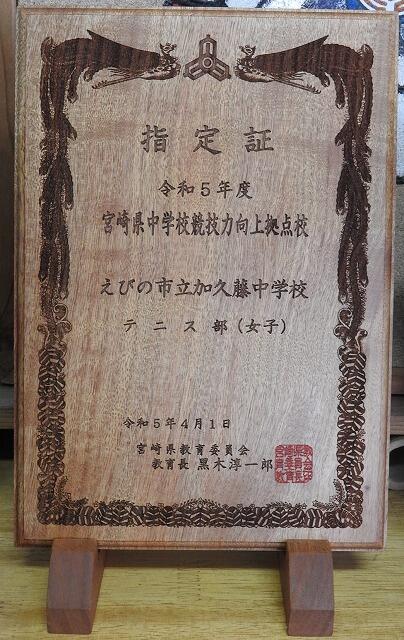 指定証
令和5年度
宮崎県中学校競技力向上拠点校
えびの市立加久藤中学校
テニス部(女子)
令和5年4月1日
宮崎県教育委員会
教育長 黒木淳一郎